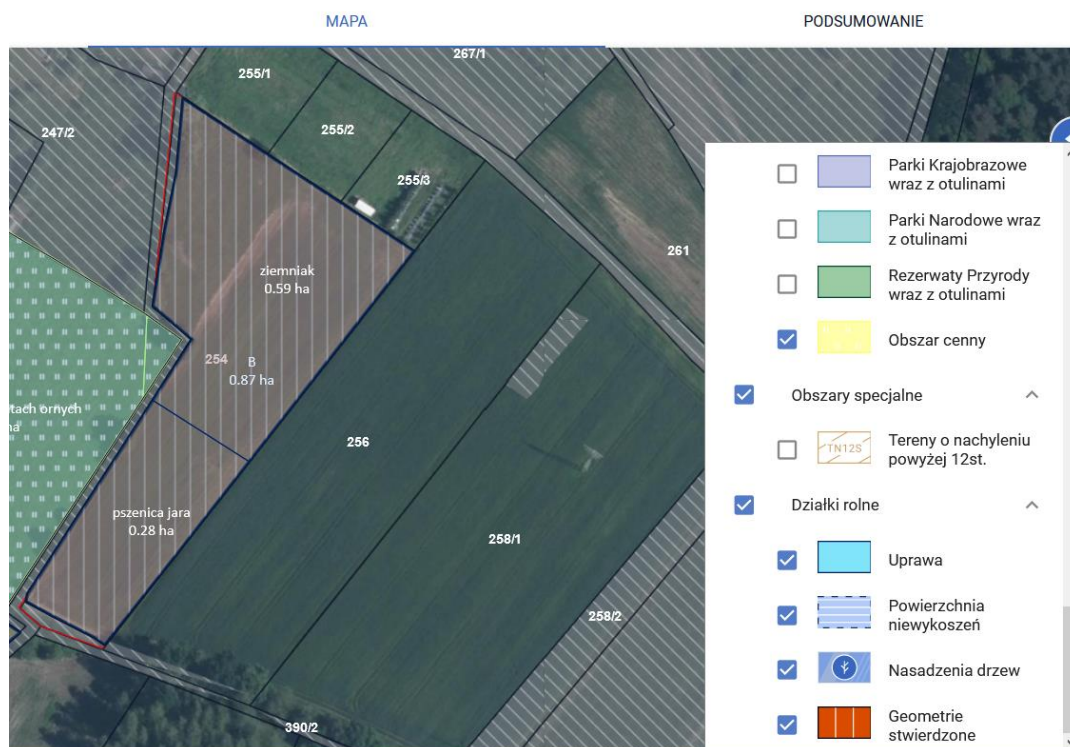 MAPA
PODSUMOWANIE
267/1
255/1
247/2
255/2
255/3
261
ziemniak
0.59 ha
254
B
0.87 ha
tach ornych
ha
256
pszenica jara
0.28 ha
258/1
258/2
390/2
Parki Krajobrazowe
wraz z otulinami
Parki Narodowe wraz
z otulinami
Rezerwaty Przyrody
wraz z otulinami
Obszar cenny
Obszary specjalne
TN12S
Tereny o nachyleniu
powyżej 12st.
Działki rolne
Uprawa
Powierzchnia
niewykoszeń
Nasadzenia drzew
Geometrie
stwierdzone